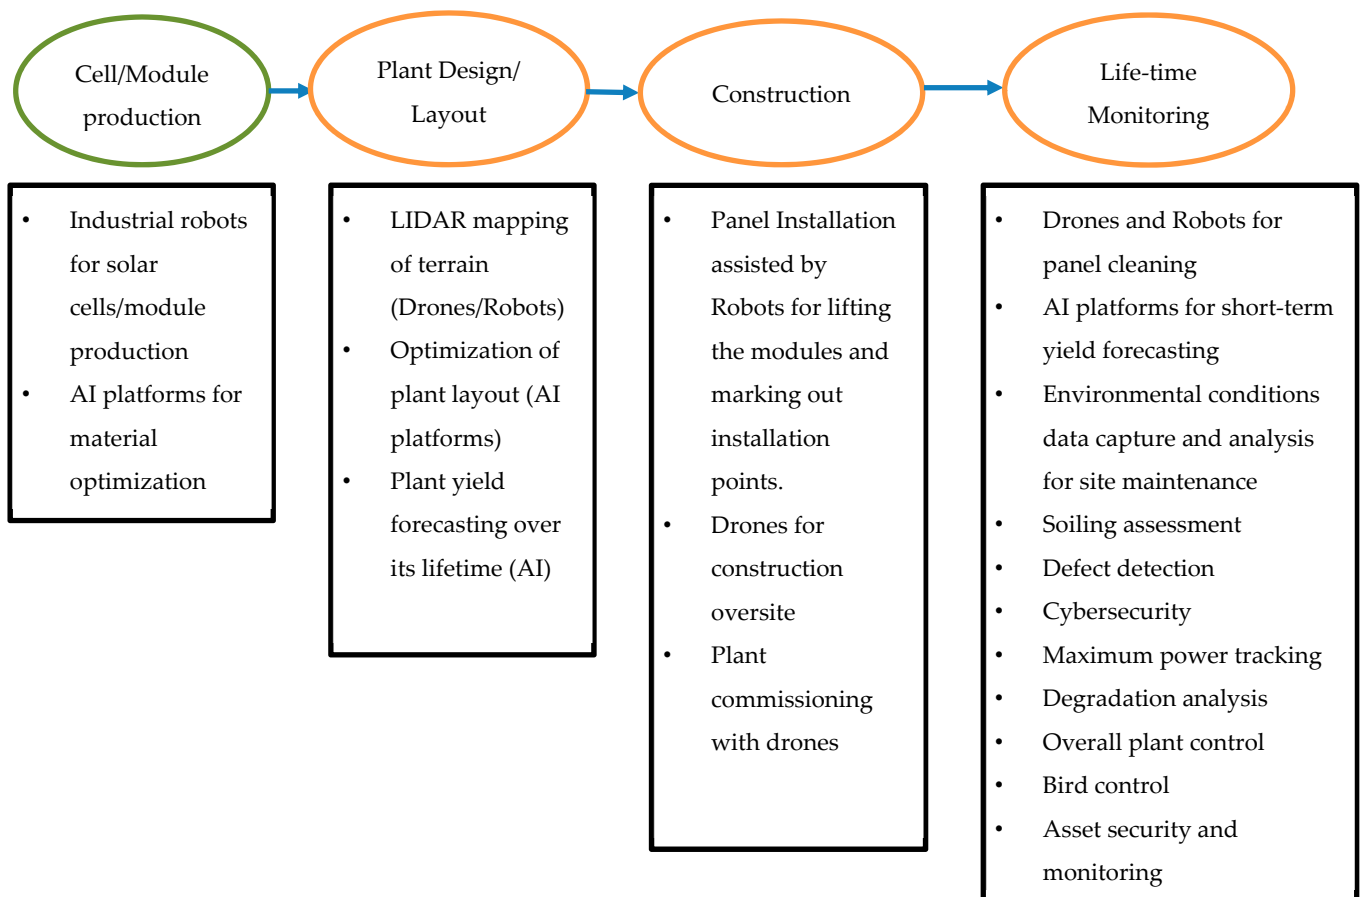 Cell/Module
production
Plant Design/
Layout
Construction
Life-time
Monitoring
• Industrial robots
for solar
cells/module
production
• AI platforms for
material
optimization
• LIDAR mapping
of terrain
(Drones/Robots)
• Optimization of
plant layout (AI
platforms)
• Plant yield
forecasting over
its lifetime (AI)
• Panel Installation
assisted by
Robots for lifting
the modules and
marking out
installation
points.
• Drones for
construction
oversite
• Plant
commissioning
with drones
• Drones and Robots for
panel cleaning
• AI platforms for short-term
yield forecasting
• Environmental conditions
data capture and analysis
for site maintenance
• Soiling assessment
• Defect detection
• Cybersecurity
• Maximum power tracking
• Degradation analysis
• Overall plant control
• Bird control
• Asset security and
monitoring